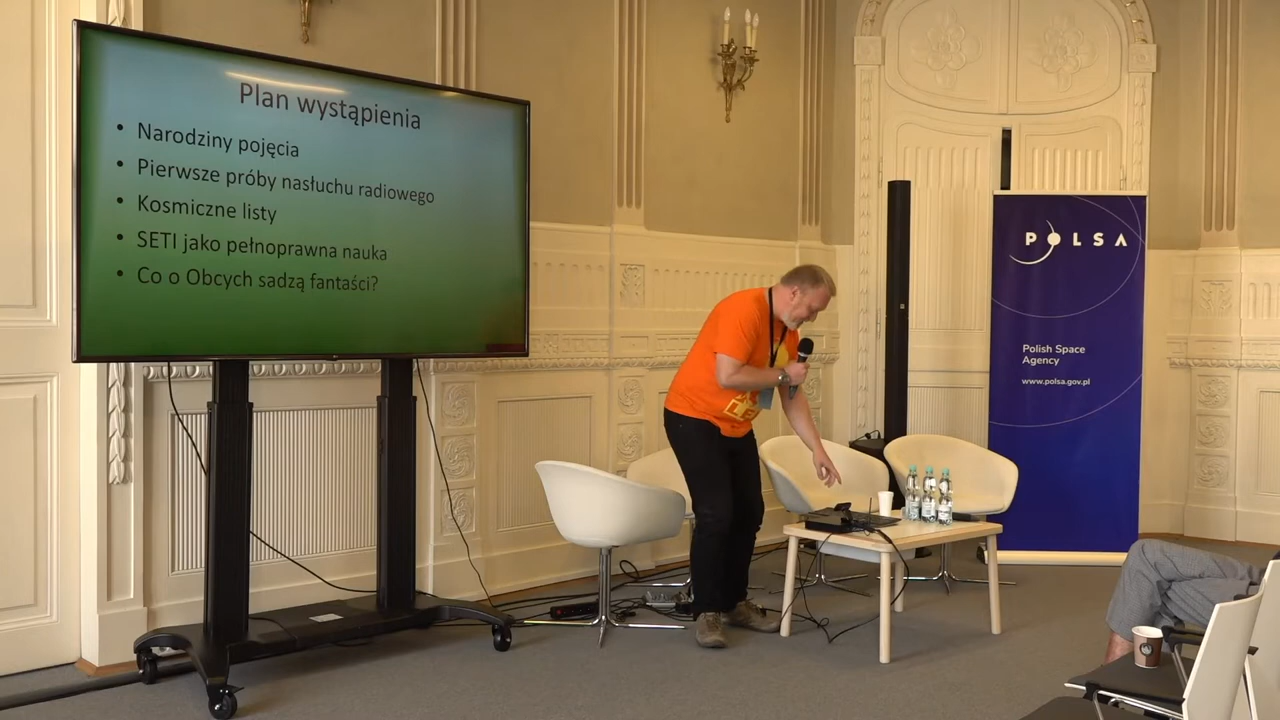 Plan wystąpienia
• Narodziny pojęcia
• Pierwsze próby nasłuchu radiowego
• Kosmiczne listy
• SETI jako pełnoprawna nauka
• Co o Obcych sadzą fantaści?
POLSA
Polish Space
Agency
www.polsa.gov.pl